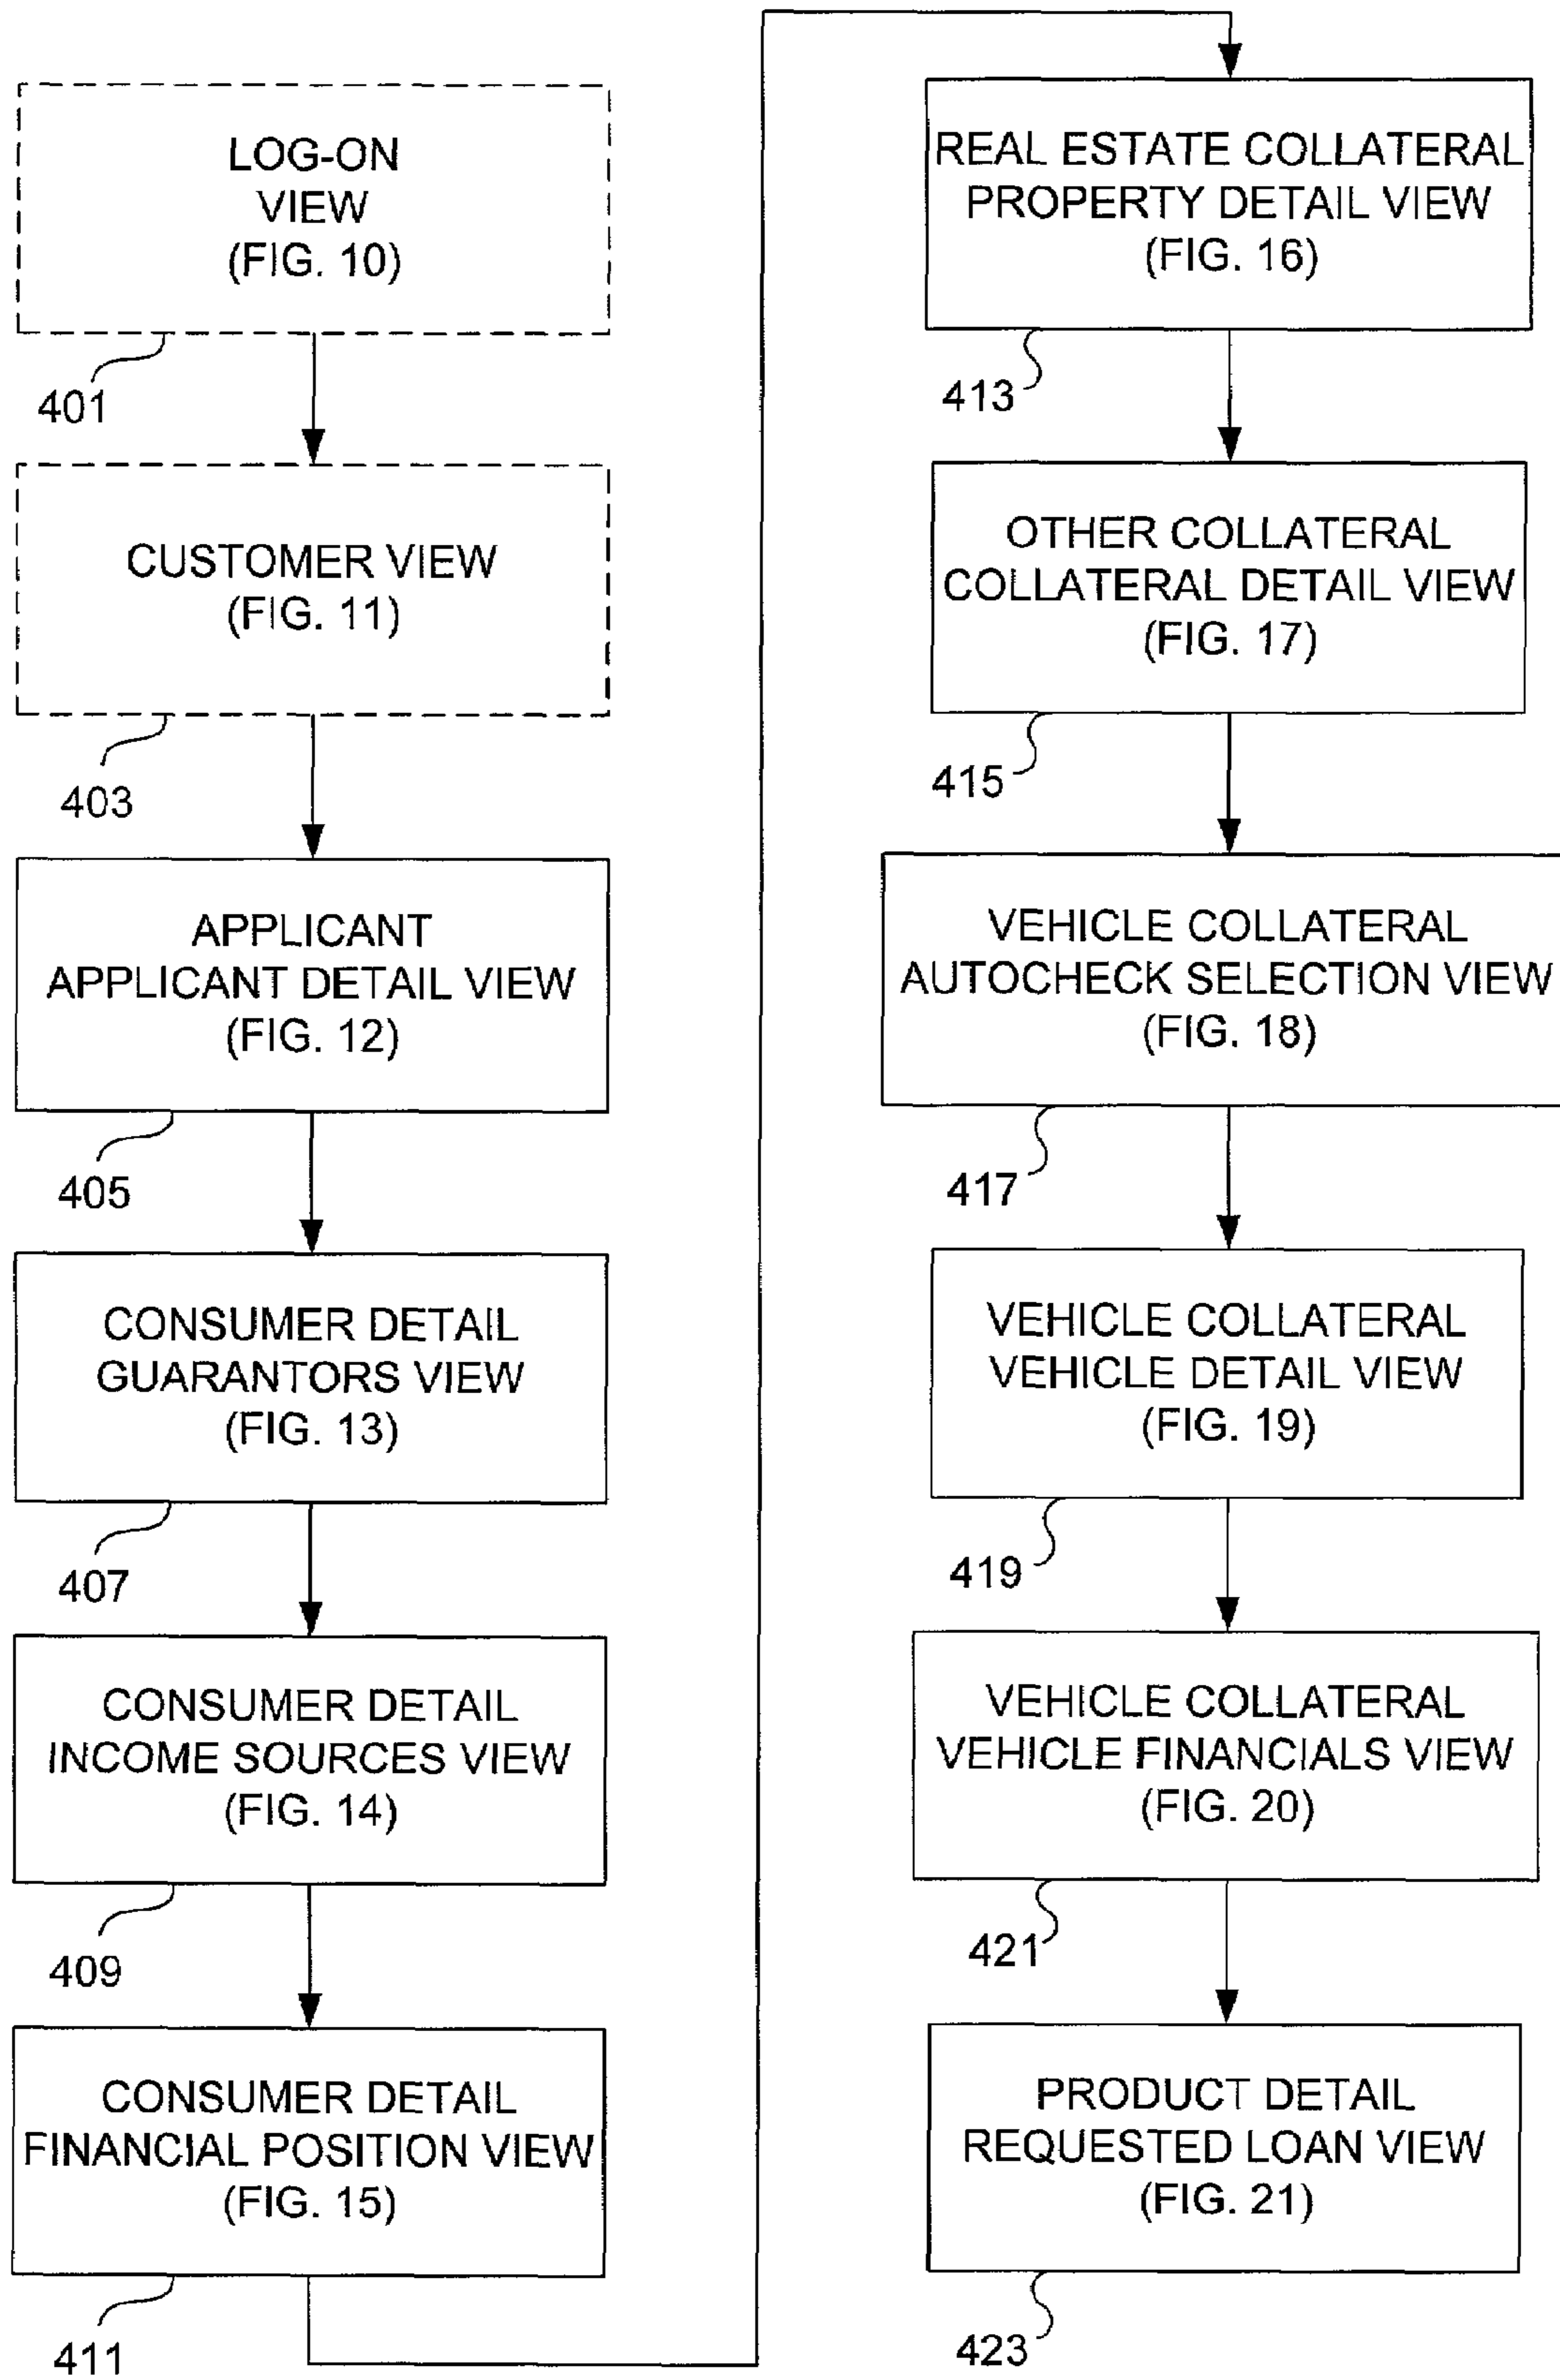 LOG-ON
VIEW
(FIG. 10)
401
CUSTOMER VIEW
(FIG. 11)
403
APPLICANT
APPLICANT DETAIL VIEW
(FIG. 12)
405
CONSUMER DETAIL
GUARANTORS VIEW
(FIG. 13)
407
CONSUMER DETAIL
INCOME SOURCES VIEW
(FIG. 14)
409
CONSUMER DETAIL
FINANCIAL POSITION VIEW
(FIG. 15)
411
REAL ESTATE COLLATERAL
PROPERTY DETAIL VIEW
(FIG. 16)
413
OTHER COLLATERAL
COLLATERAL DETAIL VIEW
(FIG. 17)
415
VEHICLE COLLATERAL
AUTOCHECK SELECTION VIEW
(FIG. 18)
417
VEHICLE COLLATERAL
VEHICLE DETAIL VIEW
(FIG. 19)
419
VEHICLE COLLATERAL
VEHICLE FINANCIALS VIEW
(FIG. 20)
421
PRODUCT DETAIL
REQUESTED LOAN VIEW
(FIG. 21)
423